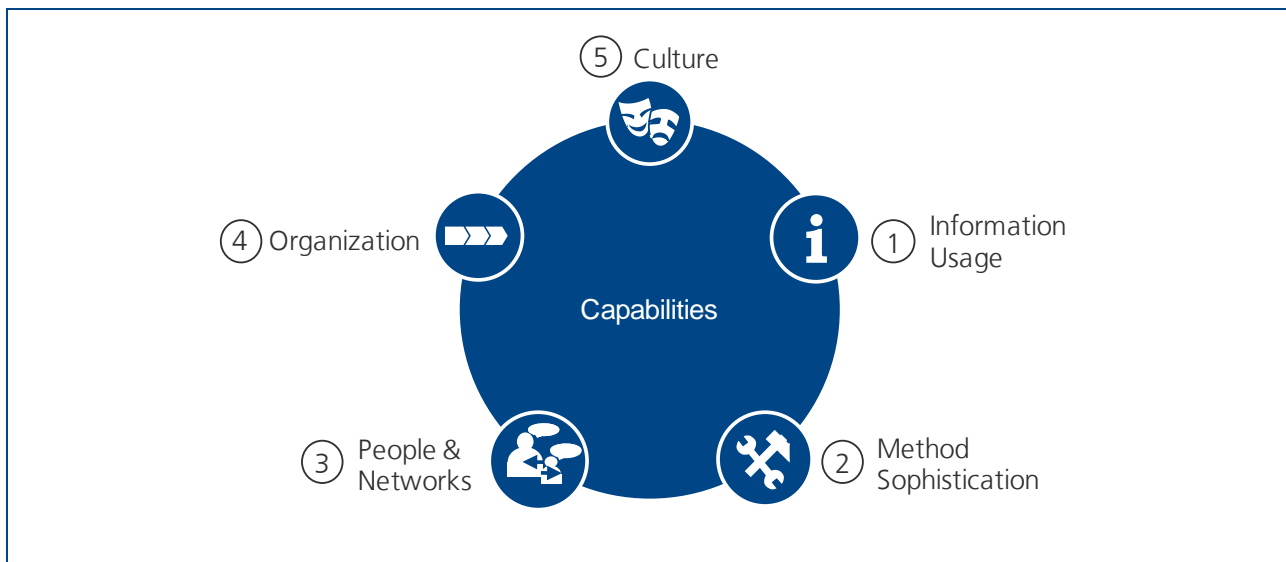 5 Culture
4 Organization
1 Information
Usage
Capabilities
3 People &
Networks
2 Method
Sophistication